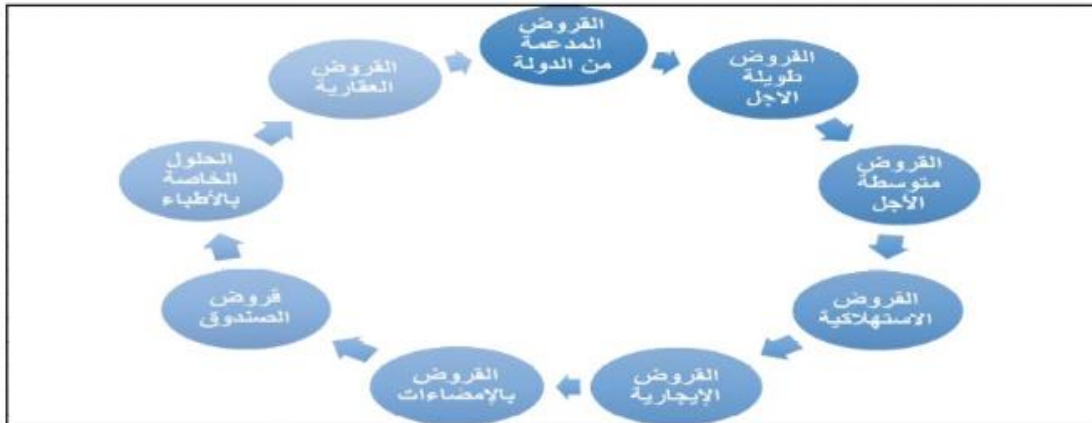 القروض
المدعمة
من الدولة
القروض
طويلة
الاجل
القروض
متوسطة
الأجل
القروض
الاستهلاكية
القروض
الإيجارية
القروض
بالإمضاءات
قروض
الصندوق
الحلول
الخاصة
بالأطباء
القروض
العقارية